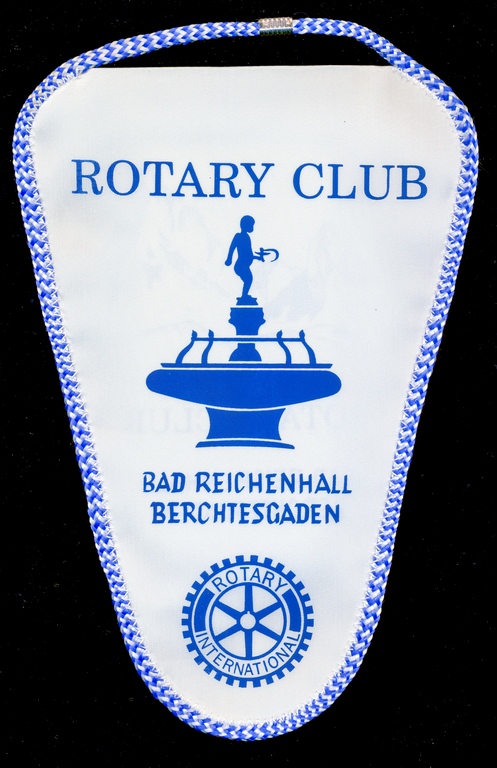 ROTARY CLUB
BAD REICHENHALL
BERCHTESGADEN
ROTARY
INTERNATIONAL